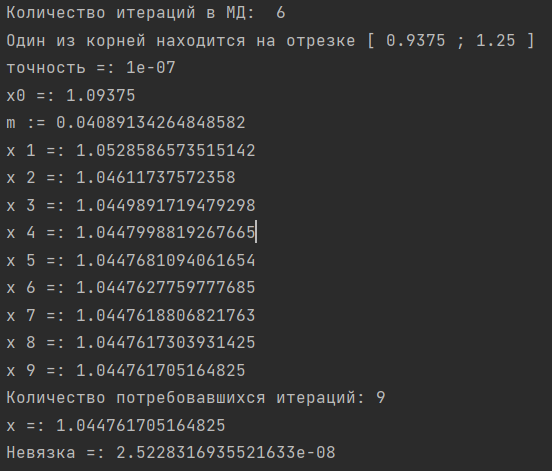 Количество итераций в МД:  6
Один из корней находится на отрезке [ 0.9375 ; 1.25 ]
точность =: 1e-07
x0 =: 1.09375
m := 0.04089134264848582
x 1 =: 1.0528586573515142
x 2 =: 1.04611737572358
x 3 =: 1.0449891719479298
x 4 =: 1.0447998819267665
x 5 =: 1.0447681094061654
x 6 =: 1.0447627759777685
x 7 =: 1.0447618806821763
x 8 =: 1.0447617303931425
x 9 =: 1.044761705164825
Количество потребовавшихся итераций: 9
x =: 1.044761705164825
Невязка =: 2.5228316935521633e-08